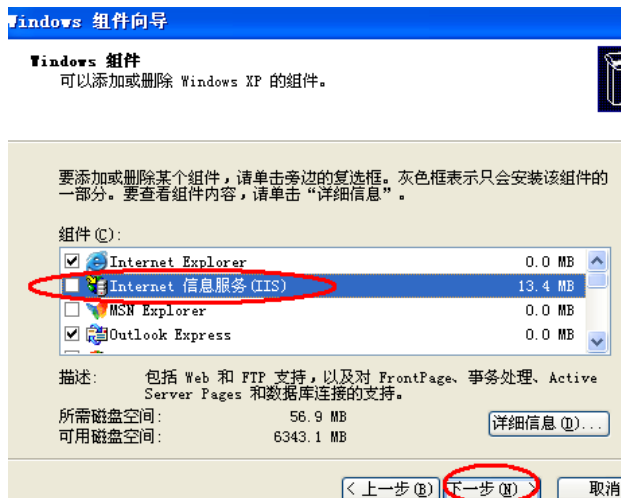 Windows 组件向导
Windows 组件
可以添加或删除 Windows XP 的组件。
要添加或删除某个组件，请单击旁边的复选框。灰色框表示只会安装该组件的
一部分。要查看组件内容，请单击“详细信息”。
组件(C):
Internet Explorer 0.0 MB
Internet 信息服务(IIS) 13.4 MB
MSN Explorer 0.0 MB
Outlook Express 0.0 MB
描述: 包括 Web 和 FTP 支持，以及对 FrontPage、事务处理、Active
Server Pages 和数据库连接的支持。
所需磁盘空间: 56.9 MB
详细信息(D)...
可用磁盘空间: 6343.1 MB
< 上一步(B) 下一步(N) > 取消